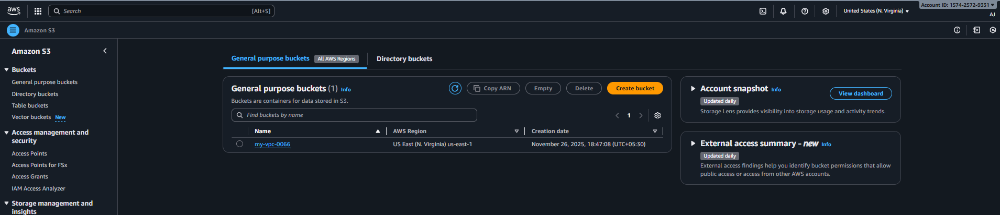 aws
Search [Alt+S]
United States (N. Virginia)
Account ID: 1574-2572-9331
AJ
Amazon S3
Amazon S3
Buckets
General purpose buckets
Directory buckets
Table buckets
Vector buckets New
Access management and
security
Access Points
Access Points for FSx
Access Grants
IAM Access Analyzer
Storage management and
insights
General purpose buckets All AWS Regions
Directory buckets
General purpose buckets (1) Info
Copy ARN
Empty
Delete
Create bucket
Buckets are containers for data stored in S3.
Find buckets by name
1
Name AWS Region Creation date
my-vpc-0066 US East (N. Virginia) us-east-1 November 26, 2025, 18:47:08 (UTC+05:30)
Account snapshot Info
View dashboard
Updated daily
Storage Lens provides visibility into storage usage and activity trends.
External access summary - new Info
Updated daily
External access findings help you identify bucket permissions that allow
public access or access from other AWS accounts.